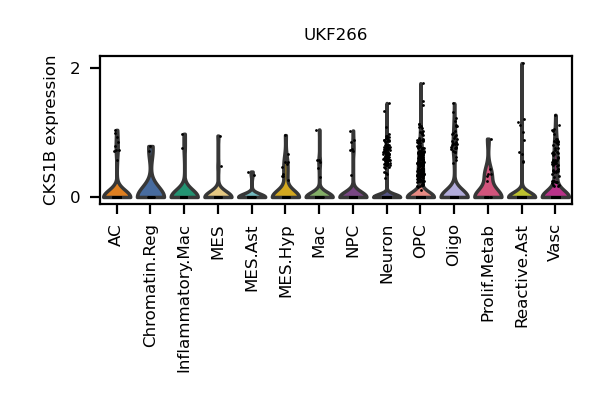 UKF266
CKS1B expression
2
0
AC
Chromatin.Reg
Inflammatory.Mac
MES
MES.Ast
MES.Hyp
Mac
NPC
Neuron
OPC
Oligo
Prolif.Metab
Reactive.Ast
Vasc